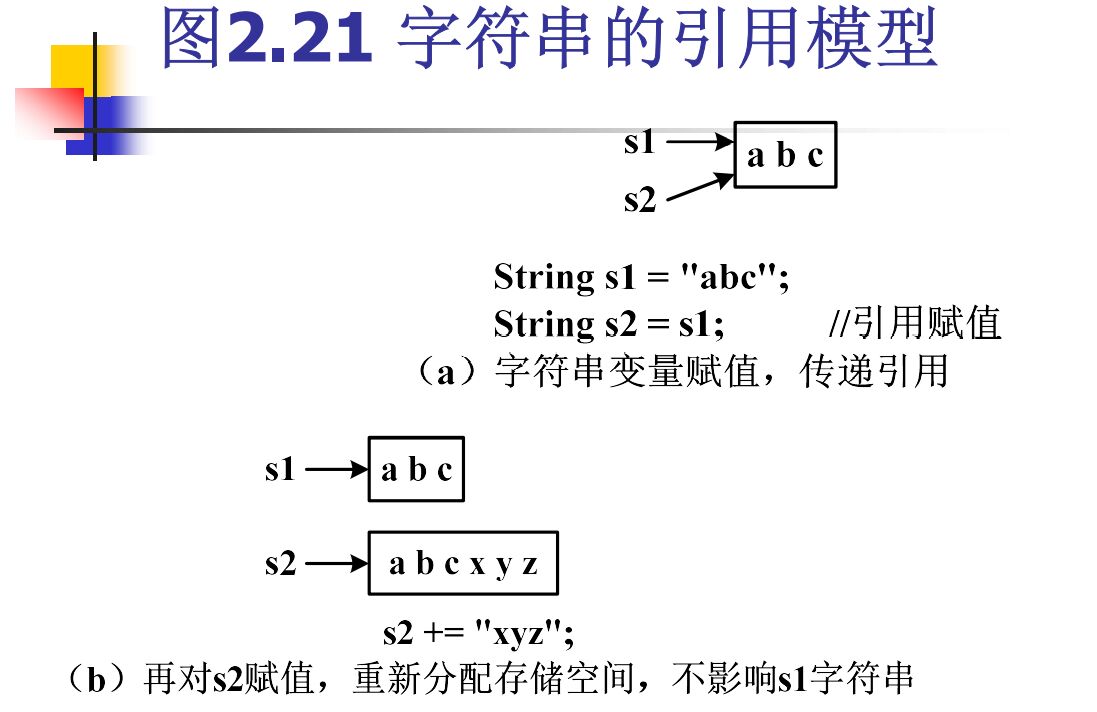 图2.21 字符串的引用模型
s1
a b c
s2
String s1 = "abc";
String s2 = s1; //引用赋值
（a）字符串变量赋值，传递引用
s1 a b c
s2 a b c x y z
s2 += "xyz";
（b）再对s2赋值，重新分配存储空间，不影响s1字符串